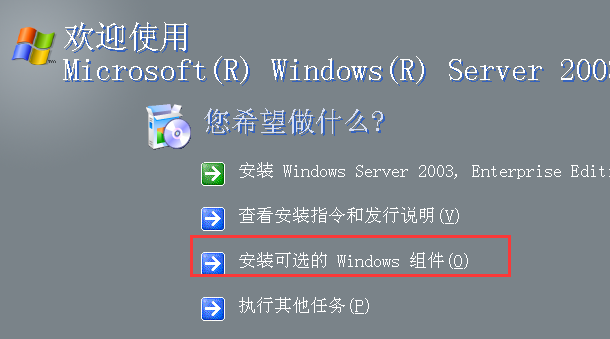 欢迎使用
Microsoft(R) Windows(R) Server 2003
您希望做什么?
安装 Windows Server 2003, Enterprise Editi
查看安装指令和发行说明(V)
安装可选的 Windows 组件(O)
执行其他任务(P)